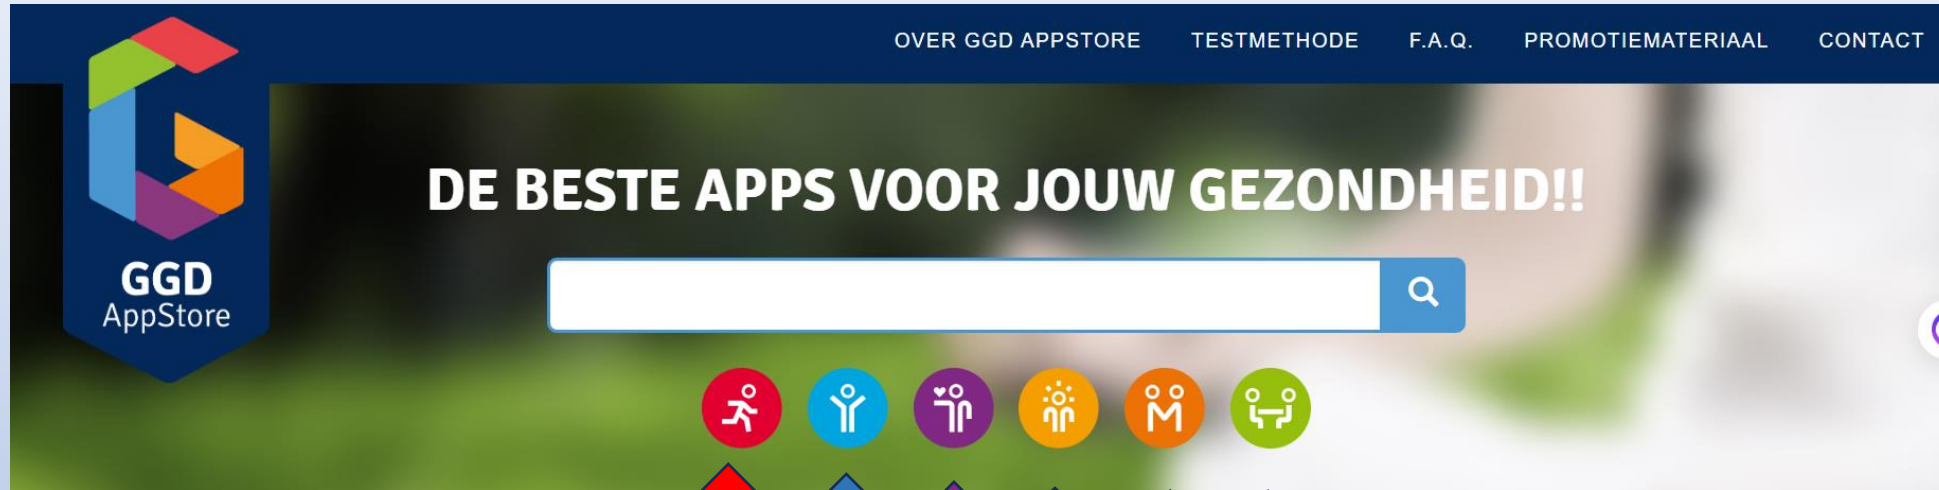 OVER GGD APPSTORE TESTMETHODE F.A.Q. PROMOTIEMATERIAAL CONTACT
DE BESTE APPS VOOR JOUW GEZONDHEID!!
GGD
AppStore